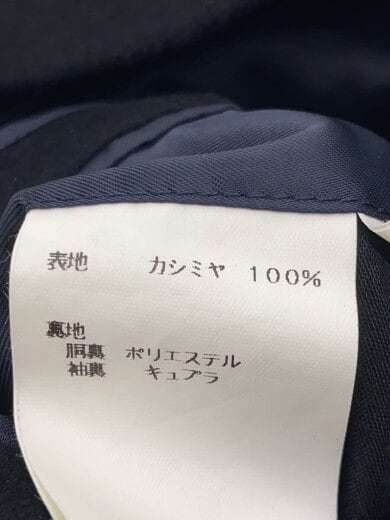 表地 カシミヤ 100%
裏地
胴裏 ポリエステル
袖裏 キュプラ